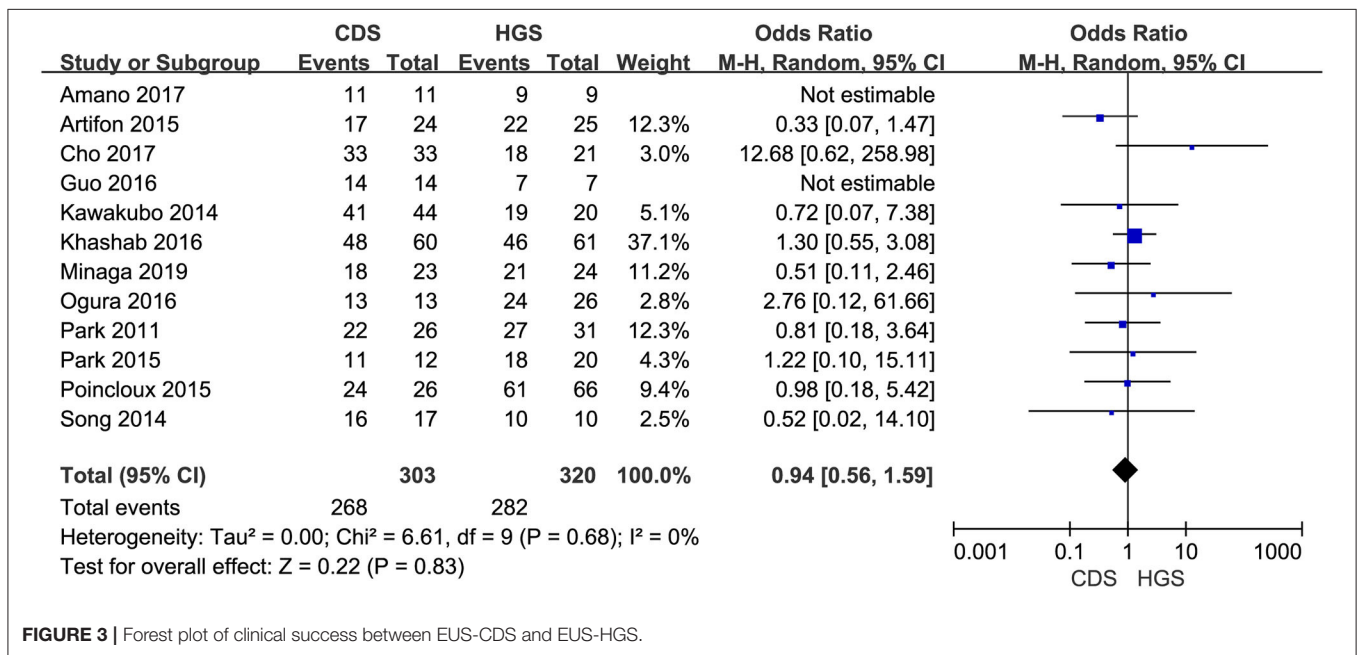 CDS HGS Odds Ratio Odds Ratio
Study or Subgroup Events Total Events Total Weight M-H, Random, 95% CI M-H, Random, 95% CI
Amano 2017 11 11 9 9 Not estimable
Artifon 2015 17 24 22 25 12.3% 0.33 [0.07, 1.47]
Cho 2017 33 33 18 21 3.0% 12.68 [0.62, 258.98]
Guo 2016 14 14 7 7 Not estimable
Kawakubo 2014 41 44 19 20 5.1% 0.72 [0.07, 7.38]
Khashab 2016 48 60 46 61 37.1% 1.30 [0.55, 3.08]
Minaga 2019 18 23 21 24 11.2% 0.51 [0.11, 2.46]
Ogura 2016 13 13 24 26 2.8% 2.76 [0.12, 61.66]
Park 2011 22 26 27 31 12.3% 0.81 [0.18, 3.64]
Park 2015 11 12 18 20 4.3% 1.22 [0.10, 15.11]
Poincloux 2015 24 26 61 66 9.4% 0.98 [0.18, 5.42]
Song 2014 16 17 10 10 2.5% 0.52 [0.02, 14.10]
Total (95% CI) 303 320 100.0% 0.94 [0.56, 1.59]
Total events 268 282
Heterogeneity: Tau² = 0.00; Chi² = 6.61, df = 9 (P = 0.68); I² = 0%
Test for overall effect: Z = 0.22 (P = 0.83)
0.001 0.1 1 10 1000
CDS HGS
FIGURE 3 | Forest plot of clinical success between EUS-CDS and EUS-HGS.